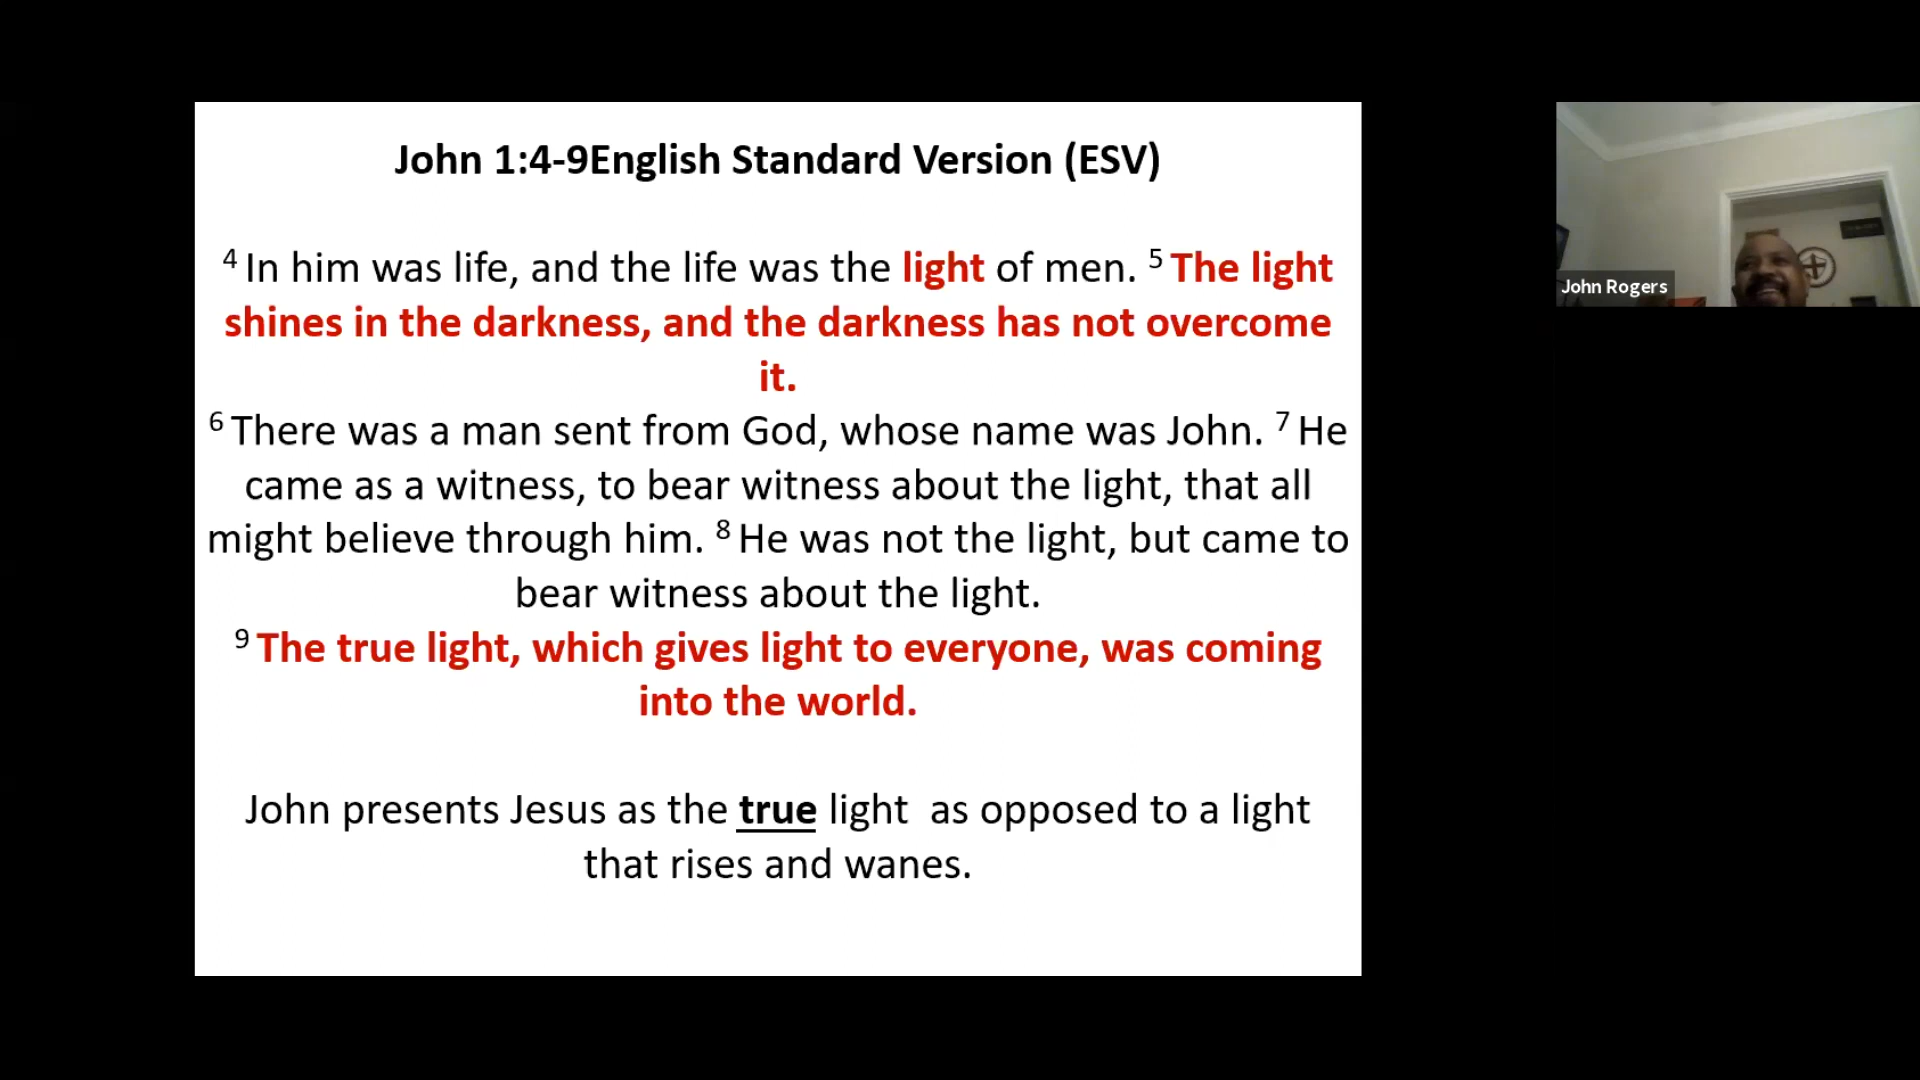 John 1:4-9English Standard Version (ESV)
4 In him was life, and the life was the light of men. 5 The light
shines in the darkness, and the darkness has not overcome
it.
6 There was a man sent from God, whose name was John. 7 He
came as a witness, to bear witness about the light, that all
might believe through him. 8 He was not the light, but came to
bear witness about the light.
9 The true light, which gives light to everyone, was coming
into the world.
John presents Jesus as the true light  as opposed to a light
that rises and wanes.
John Rogers